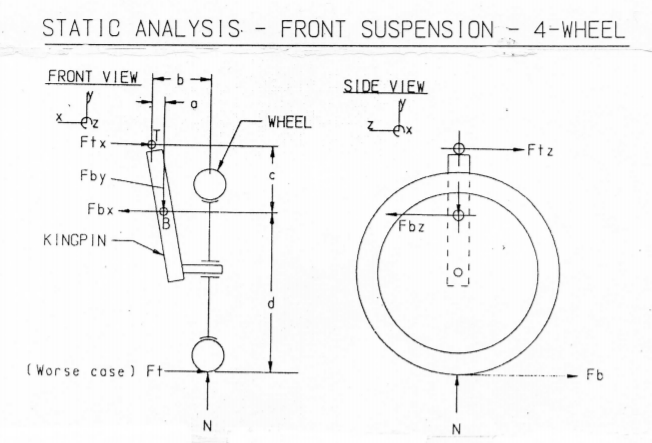 STATIC ANALYSIS - FRONT SUSPENSION - 4-WHEEL
FRONT VIEW
b
a
y
x
z
T
Ftx
WHEEL
c
Fby
Fbx
B
KINGPIN
d
(Worse case) Ft
N
SIDE VIEW
y
z
x
Ftz
Fbz
Fb
N